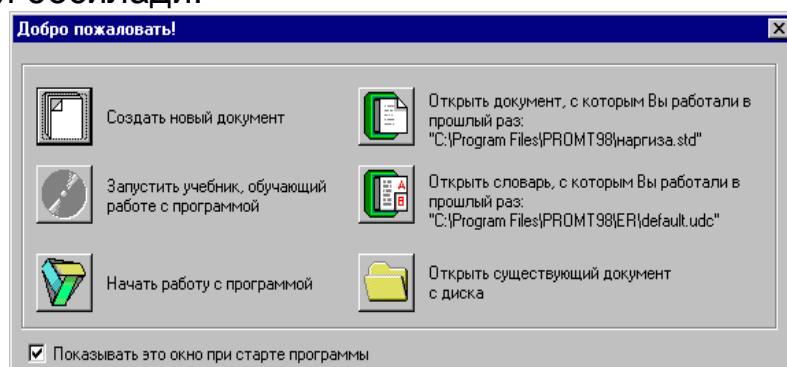 Добро пожаловать!
Создать новый документ
Запустить учебник, обучающий
работе с программой
Начать работу с программой
Открыть документ, с которым Вы работали в
прошлый раз:
"C:\Program Files\PROMT98\наргиза.std"
Открыть словарь, с которым Вы работали в
прошлый раз:
"C:\Program Files\PROMT98\ER\default.udc"
Открыть существующий документ
с диска
Показывать это окно при старте программы